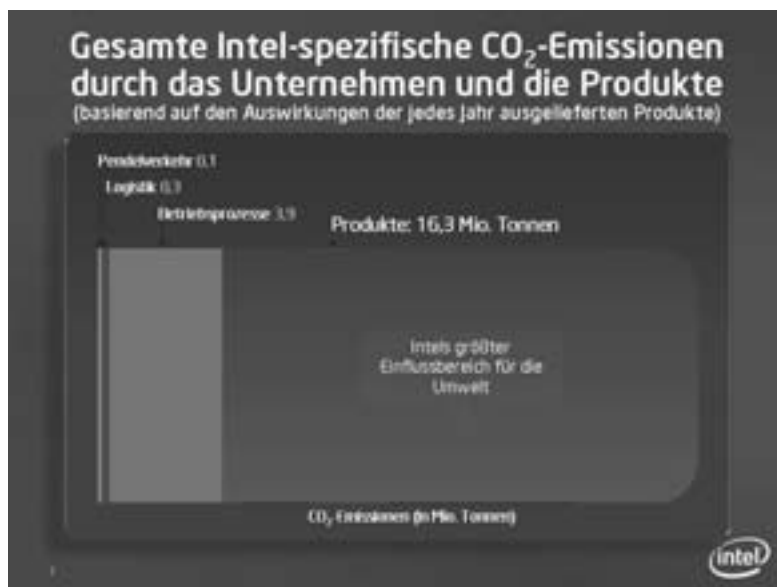 Gesamte Intel-spezifische CO₂-Emissionen
durch das Unternehmen und die Produkte
(basierend auf den Auswirkungen der jedes Jahr ausgelieferten Produkte)
Pendelverkehr 0,1
Logistik 0,3
Betriebsprozesse 3,9
Produkte: 16,3 Mio. Tonnen
Intels größter
Einflussbereich für die
Umwelt
CO₂ Emissionen (in Mio. Tonnen)
intel